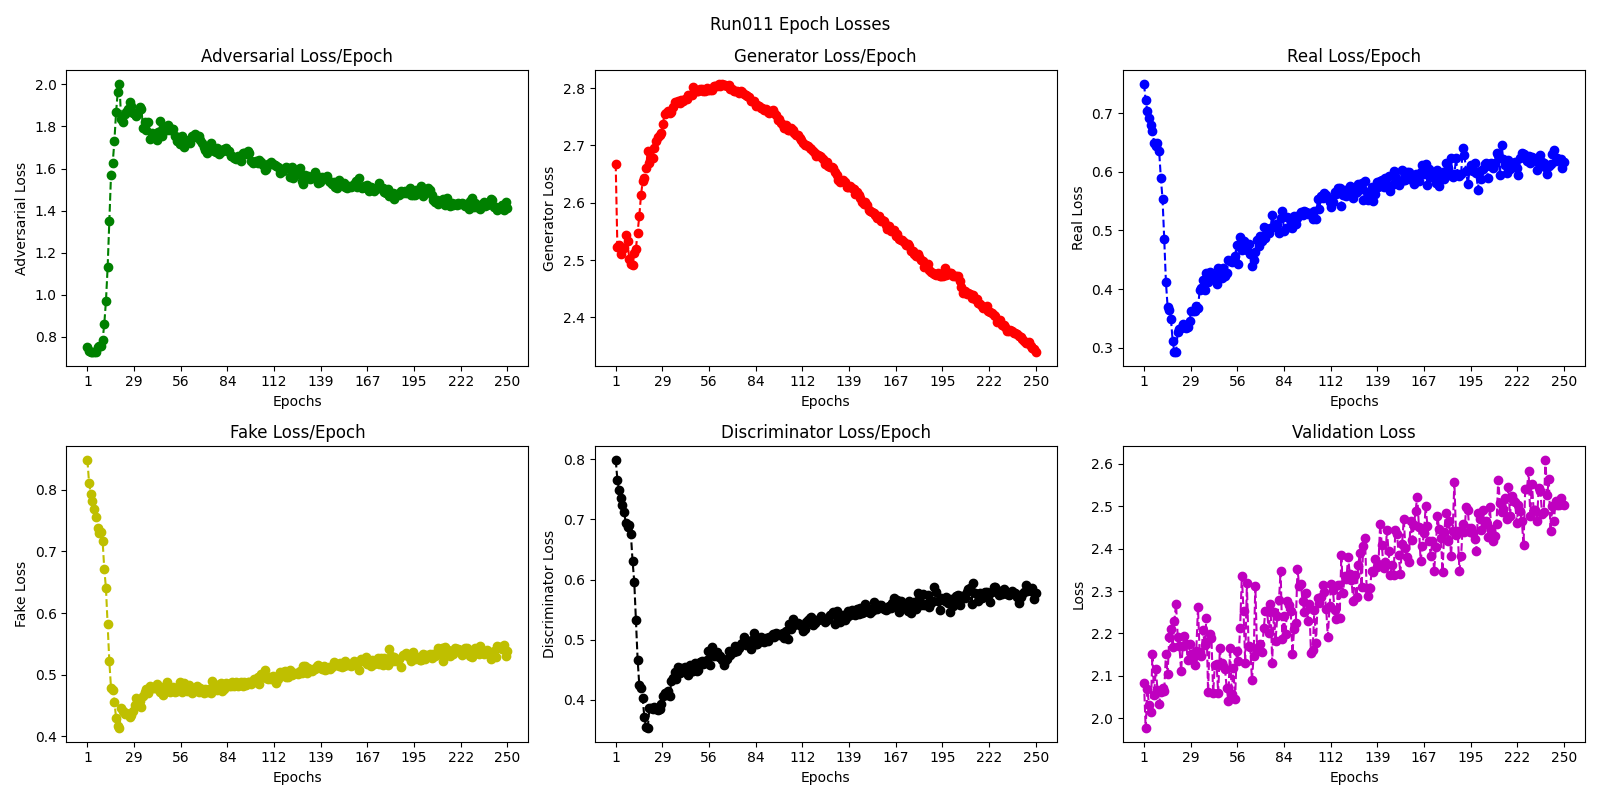 Run011 Epoch Losses
Adversarial Loss/Epoch
Generator Loss/Epoch
Real Loss/Epoch
Adversarial Loss
2.0
1.8
1.6
1.4
1.2
1.0
0.8
1 29 56 84 112 139 167 195 222 250
Epochs
Generator Loss
2.8
2.7
2.6
2.5
2.4
1 29 56 84 112 139 167 195 222 250
Epochs
Real Loss
0.7
0.6
0.5
0.4
0.3
1 29 56 84 112 139 167 195 222 250
Epochs
Fake Loss/Epoch
Discriminator Loss/Epoch
Validation Loss
Fake Loss
0.8
0.7
0.6
0.5
0.4
1 29 56 84 112 139 167 195 222 250
Epochs
Discriminator Loss
0.8
0.7
0.6
0.5
0.4
1 29 56 84 112 139 167 195 222 250
Epochs
Loss
2.6
2.5
2.4
2.3
2.2
2.1
2.0
1 29 56 84 112 139 167 195 222 250
Epochs